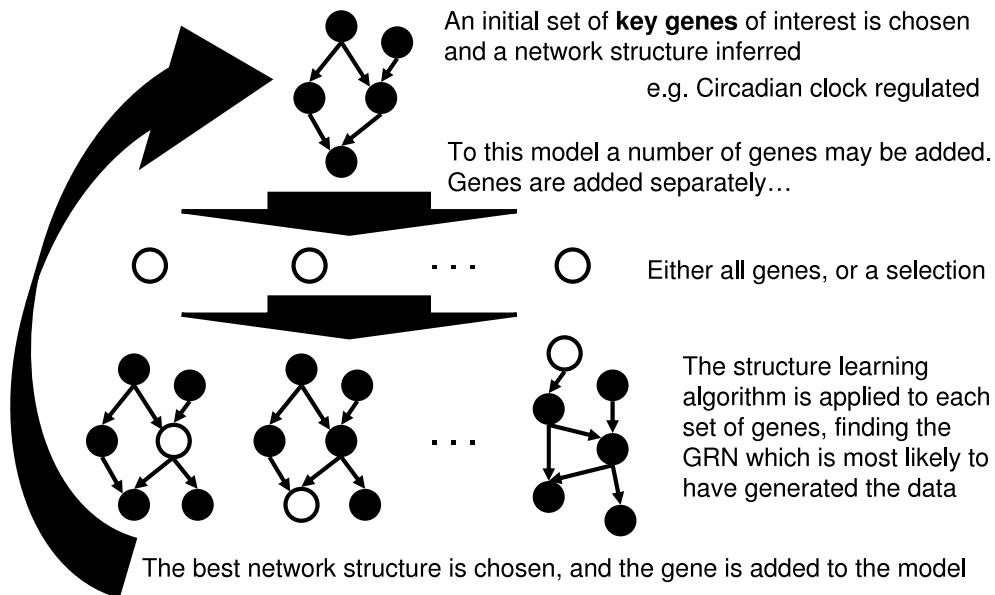 An initial set of key genes of interest is chosen
and a network structure inferred
e.g. Circadian clock regulated
To this model a number of genes may be added.
Genes are added separately…
. . .
Either all genes, or a selection
The structure learning
algorithm is applied to each
set of genes, finding the
GRN which is most likely to
have generated the data
. . .
The best network structure is chosen, and the gene is added to the model